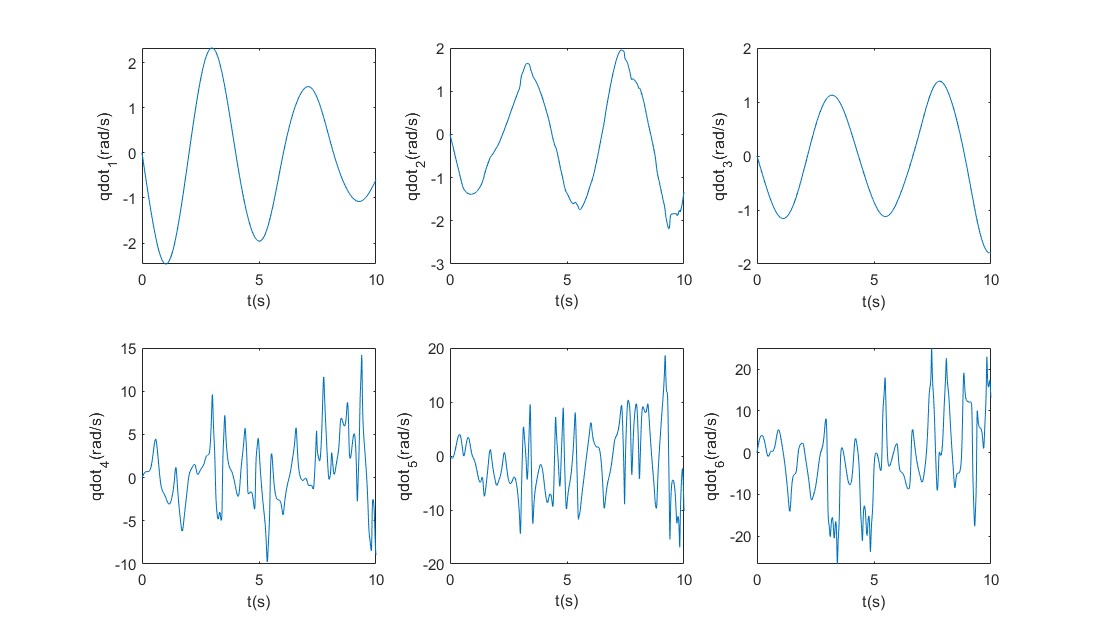 qdot1(rad/s)
2
1
0
-1
-2
0 5 10
t(s)
qdot2(rad/s)
2
1
0
-1
-2
-3
0 5 10
t(s)
qdot3(rad/s)
2
1
0
-1
-2
0 5 10
t(s)
qdot4(rad/s)
15
10
5
0
-5
-10
0 5 10
t(s)
qdot5(rad/s)
20
10
0
-10
-20
0 5 10
t(s)
qdot6(rad/s)
20
10
0
-10
-20
0 5 10
t(s)